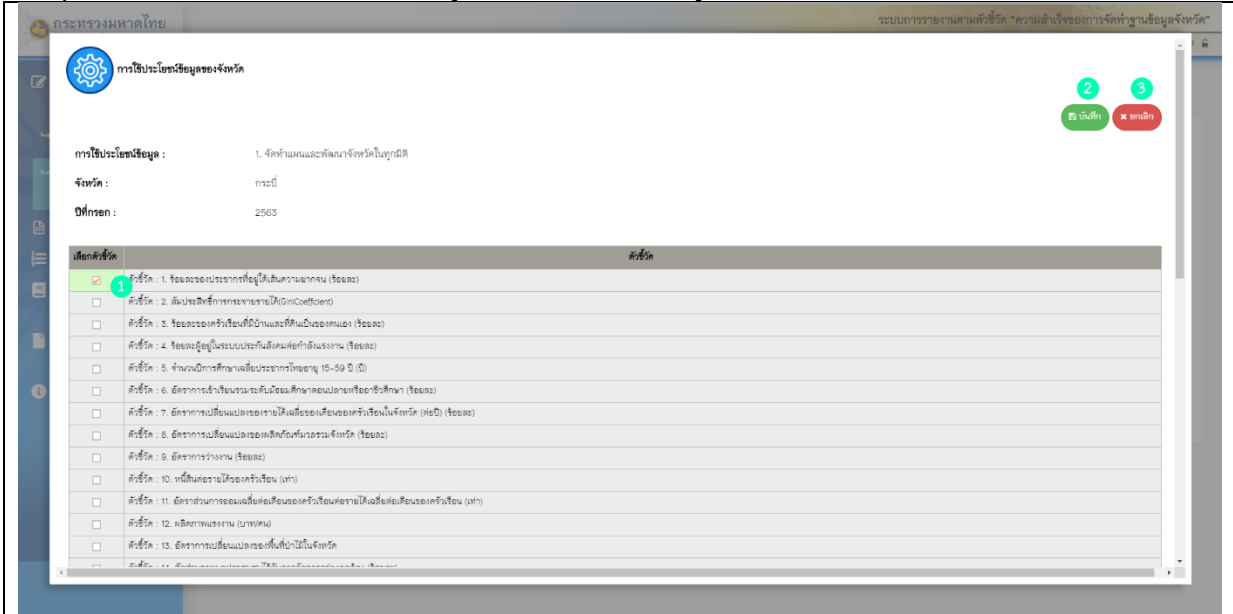 กระทรวงมหาดไทย
ระบบการรายงานตามตัวชี้วัด "ความสำเร็จของการจัดทำฐานข้อมูลจังหวัด"
การใช้ประโยชน์ข้อมูลของจังหวัด
2 3
บันทึก ยกเลิก
การใช้ประโยชน์ข้อมูล : 1. จัดทำแผนและพัฒนาจังหวัดในทุกมิติ
จังหวัด : กระบี่
ปีที่กรอก : 2563
เลือกตัวชี้วัด ตัวชี้วัด
1 ตัวชี้วัด : 1. ร้อยละของประชากรที่อยู่ใต้เส้นความยากจน (ร้อยละ)
ตัวชี้วัด : 2. สัมประสิทธิ์การกระจายรายได้(GiniCoefficient)
ตัวชี้วัด : 3. ร้อยละของครัวเรือนที่มีบ้านและที่ดินเป็นของตนเอง (ร้อยละ)
ตัวชี้วัด : 4. ร้อยละผู้อยู่ในระบบประกันสังคมต่อกำลังแรงงาน (ร้อยละ)
ตัวชี้วัด : 5. จำนวนปีการศึกษาเฉลี่ยประชากรไทยอายุ 15-59 ปี (ปี)
ตัวชี้วัด : 6. อัตราการเข้าเรียนรวมระดับมัธยมศึกษาตอนปลายหรืออาชีวศึกษา (ร้อยละ)
ตัวชี้วัด : 7. อัตราการเปลี่ยนแปลงของรายได้เฉลี่ยของเดือนของครัวเรือนในจังหวัด (ต่อปี) (ร้อยละ)
ตัวชี้วัด : 8. อัตราการเปลี่ยนแปลงของผลิตภัณฑ์มวลรวมจังหวัด (ร้อยละ)
ตัวชี้วัด : 9. อัตราการว่างงาน (ร้อยละ)
ตัวชี้วัด : 10. หนี้สินต่อรายได้ของครัวเรือน (เท่า)
ตัวชี้วัด : 11. อัตราส่วนการออมเฉลี่ยต่อเดือนของครัวเรือนต่อรายได้เฉลี่ยต่อเดือนของครัวเรือน (เท่า)
ตัวชี้วัด : 12. ผลิตภาพแรงงาน (บาท/คน)
ตัวชี้วัด : 13. อัตราการเปลี่ยนแปลงของพื้นที่ป่าไม้ในจังหวัด